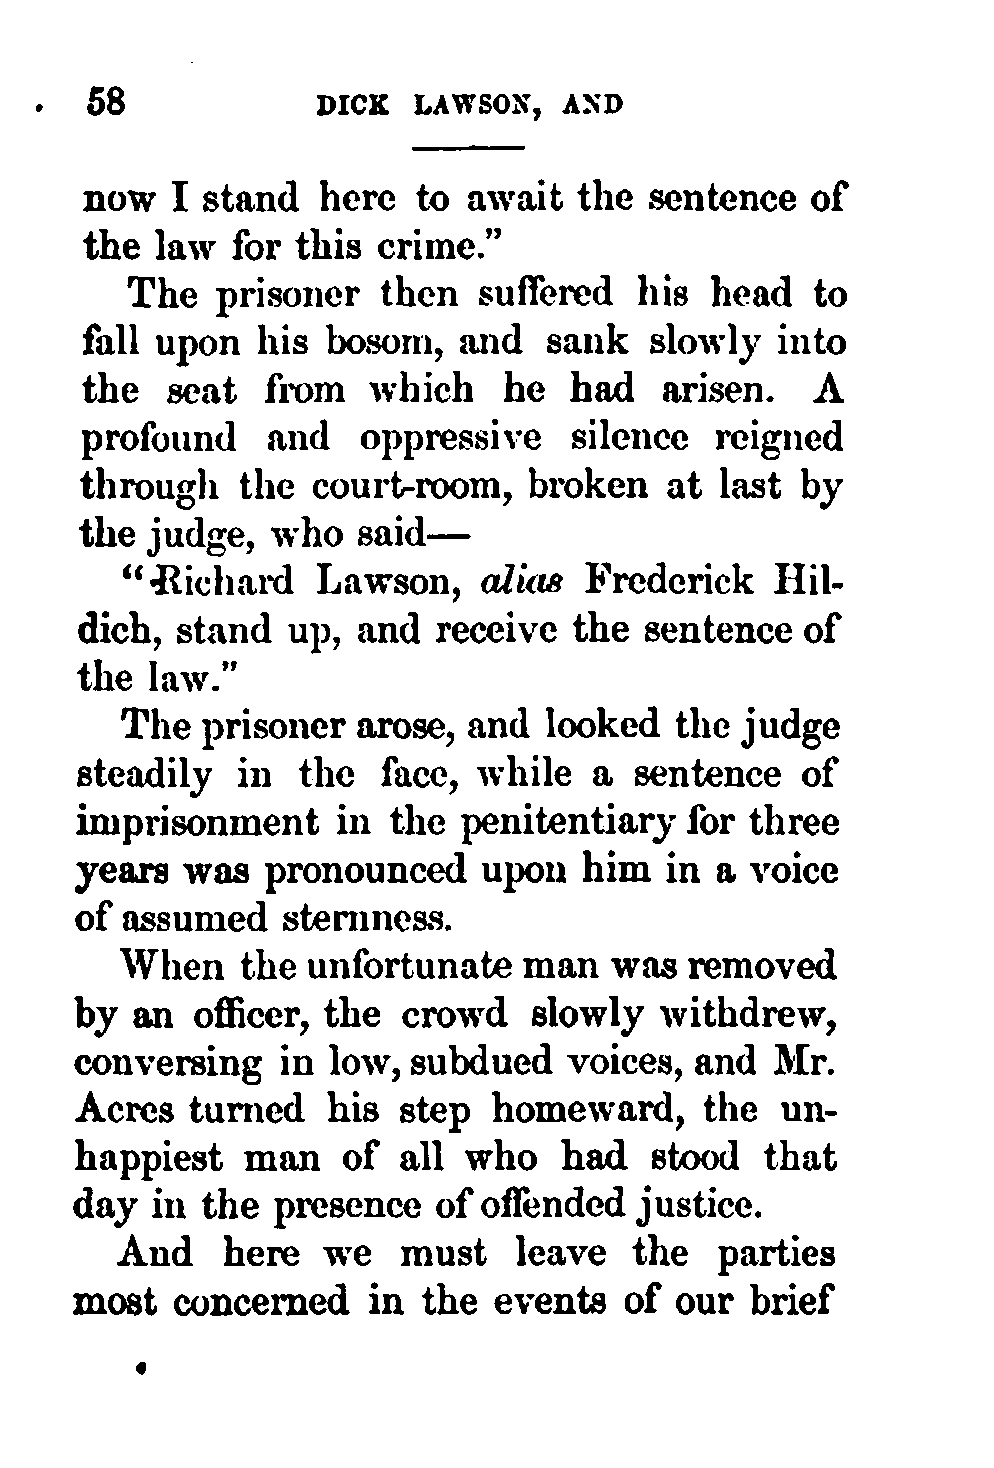 58 DICK LAWSON, AND
now I stand here to await the sentence of
the law for this crime.”
The prisoner then suffered his head to
fall upon his bosom, and sank slowly into
the seat from which he had arisen. A
profound and oppressive silence reigned
through the court-room, broken at last by
the judge, who said—
“Richard Lawson, alias Frederick Hil-
dich, stand up, and receive the sentence of
the law.”
The prisoner arose, and looked the judge
steadily in the face, while a sentence of
imprisonment in the penitentiary for three
years was pronounced upon him in a voice
of assumed sternness.
When the unfortunate man was removed
by an officer, the crowd slowly withdrew,
conversing in low, subdued voices, and Mr.
Acres turned his step homeward, the un-
happiest man of all who had stood that
day in the presence of offended justice.
And here we must leave the parties
most concerned in the events of our brief